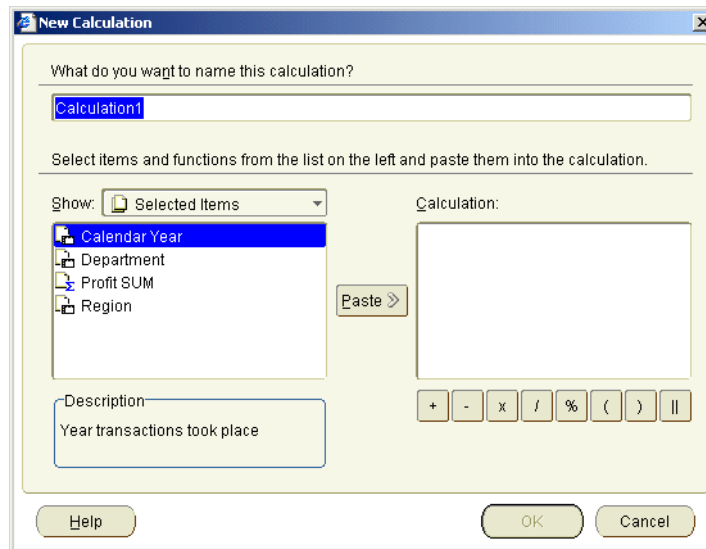 New Calculation
What do you want to name this calculation?
Calculation1
Select items and functions from the list on the left and paste them into the calculation.
Show: Selected Items
Calculation:
Calendar Year
Department
Profit SUM
Region
Paste
Description
Year transactions took place
+ - x / % ( ) ||
Help
OK
Cancel